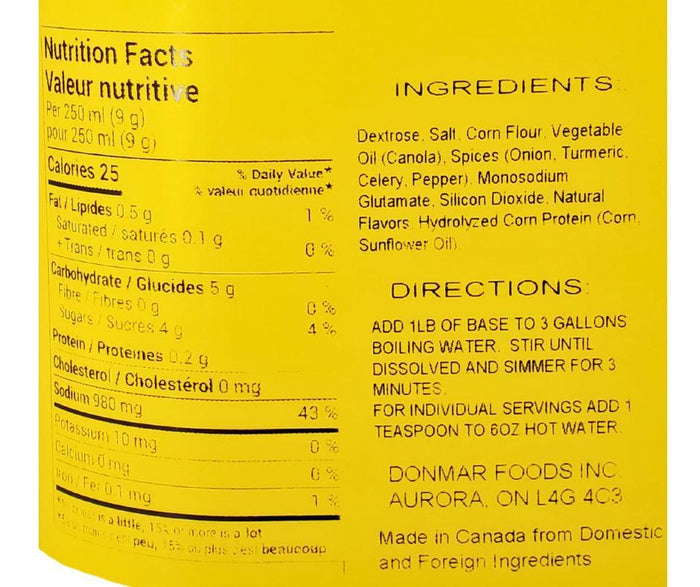 Nutrition Facts
Valeur nutritive
Per 250 ml (9 g)
pour 250 ml (9 g)
Calories 25
% Daily Value*
% valeur quotidienne*
Fat / Lipides 0.5 g 1 %
Saturated / saturés 0.1 g
+Trans / trans 0 g 0 %
Carbohydrate / Glucides 5 g
Fibre / Fibres 0 g 0 %
Sugars / Sucres 4 g 4 %
Protein / Protéines 0.2 g
Cholesterol / Cholestérol 0 mg
Sodium 980 mg 43 %
Potassium 10 mg 0 %
Calcium 0 mg 0 %
Iron / Fer 0.1 mg 1 %
is a little, 15% or more is a lot
peu, 15% ou plus c'est beaucoup
INGREDIENTS:
Dextrose, Salt, Corn Flour, Vegetable
Oil (Canola), Spices (Onion, Turmeric,
Celery, Pepper), Monosodium
Glutamate, Silicon Dioxide, Natural
Flavors, Hydrolyzed Corn Protein (Corn,
Sunflower Oil).
DIRECTIONS:
ADD 1LB OF BASE TO 3 GALLONS
BOILING WATER. STIR UNTIL
DISSOLVED AND SIMMER FOR 3
MINUTES.
FOR INDIVIDUAL SERVINGS ADD 1
TEASPOON TO 6OZ HOT WATER.
DONMAR FOODS INC.
AURORA, ON L4G 4C3
Made in Canada from Domestic
and Foreign Ingredients